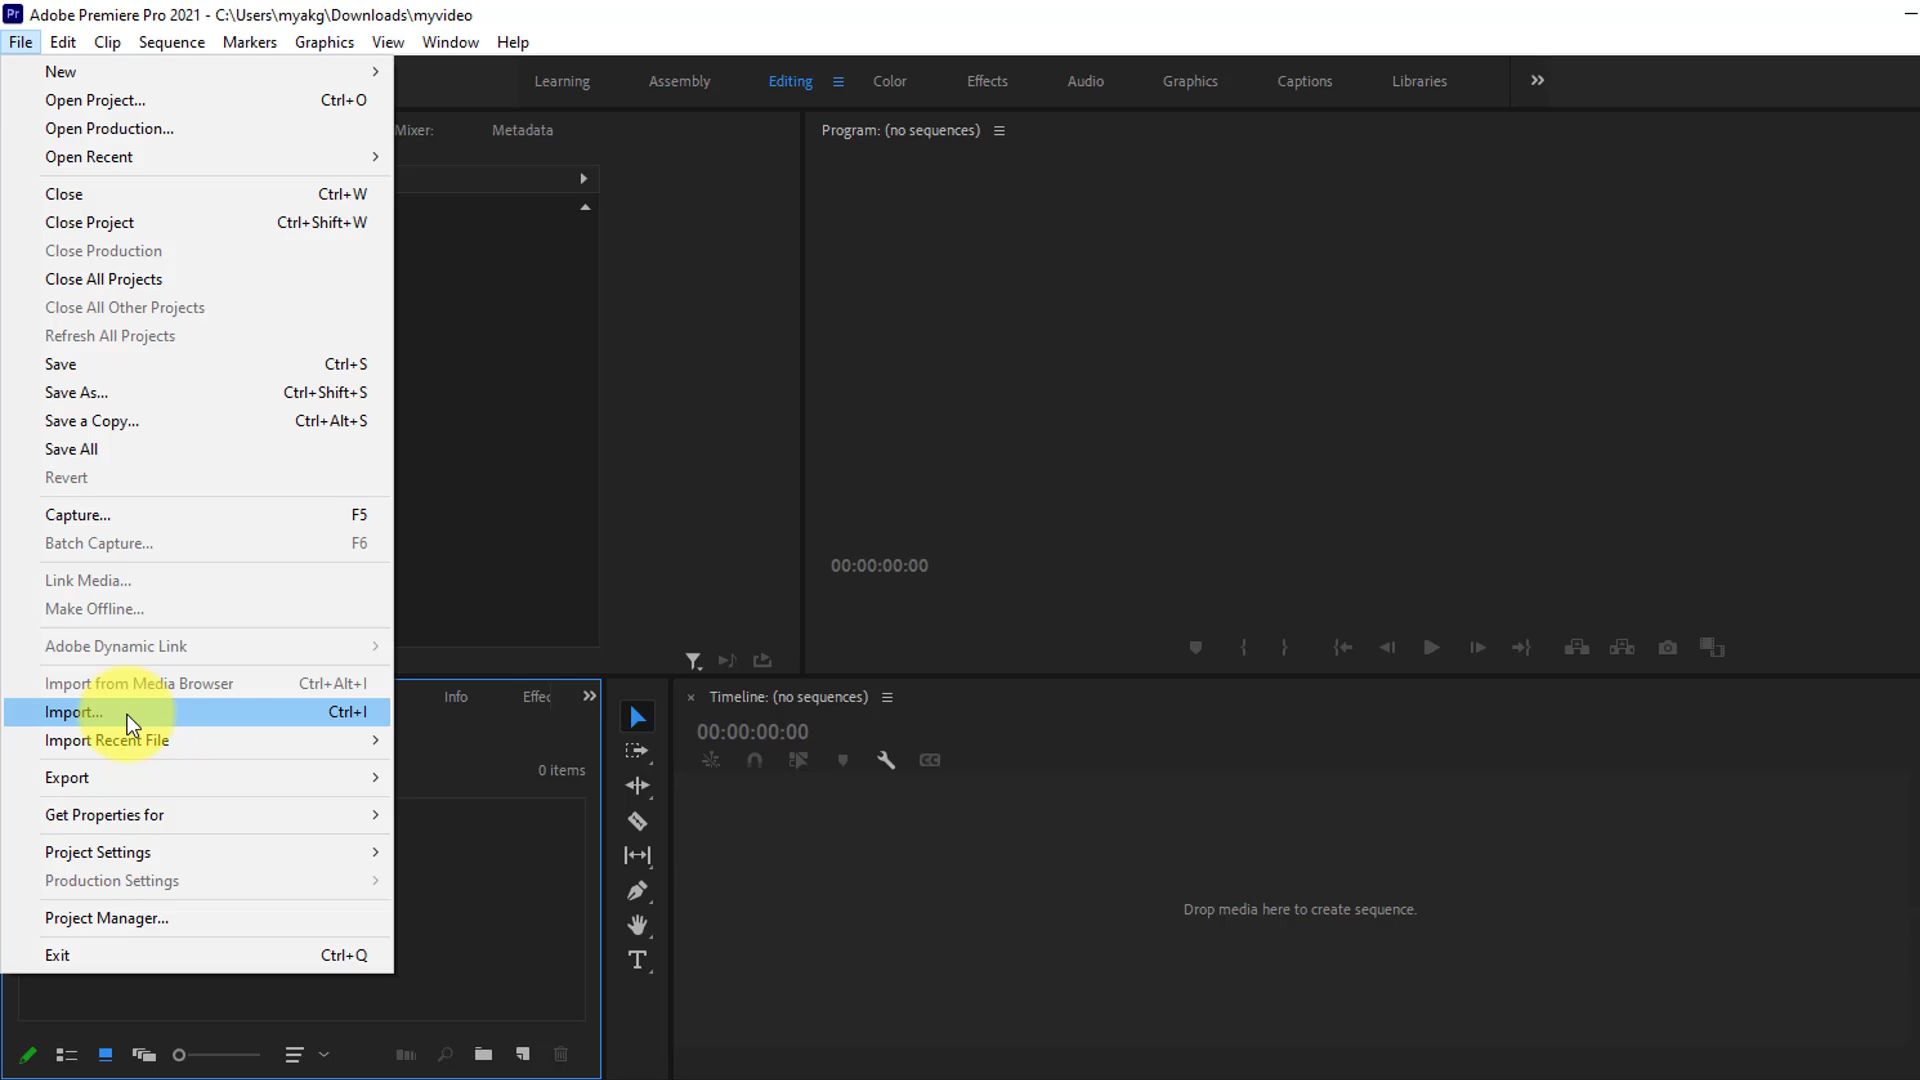 Pr Adobe Premiere Pro 2021 - C:\Users\myakg\Downloads\myvideo
File Edit Clip Sequence Markers Graphics View Window Help
Learning Assembly Editing Color Effects Audio Graphics Captions Libraries
New
Open Project... Ctrl+O
Open Production...
Open Recent
Close Ctrl+W
Close Project Ctrl+Shift+W
Close Production
Close All Projects
Close All Other Projects
Refresh All Projects
Save Ctrl+S
Save As... Ctrl+Shift+S
Save a Copy... Ctrl+Alt+S
Save All
Revert
Capture... F5
Batch Capture... F6
Link Media...
Make Offline...
Adobe Dynamic Link
Import from Media Browser Ctrl+Alt+I
Import... Ctrl+I
Import Recent File
Export
Get Properties for
Project Settings
Production Settings
Project Manager...
Exit Ctrl+Q
Mixer: Metadata
Program: (no sequences)
00:00:00:00
Info Effec
0 items
Timeline: (no sequences)
00:00:00:00
CC
T
Drop media here to create sequence.